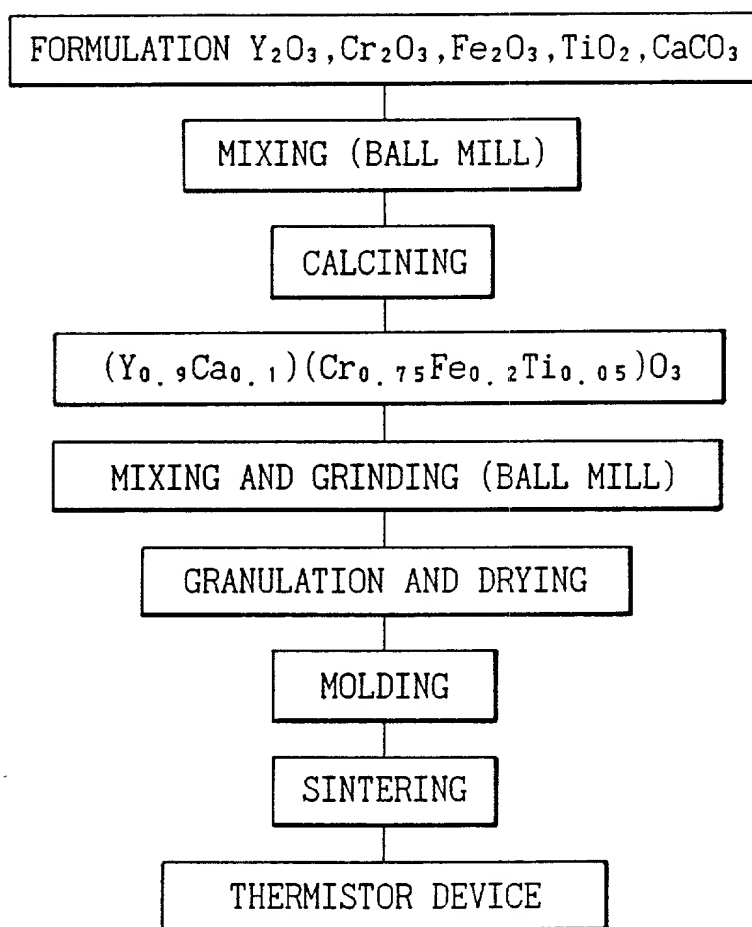 FORMULATION Y₂O₃,Cr₂O₃,Fe₂O₃,TiO₂,CaCO₃
MIXING (BALL MILL)
CALCINING
(Y₀.₉Ca₀.₁)(Cr₀.₇₅Fe₀.₂Ti₀.₀₅)O₃
MIXING AND GRINDING (BALL MILL)
GRANULATION AND DRYING
MOLDING
SINTERING
THERMISTOR DEVICE